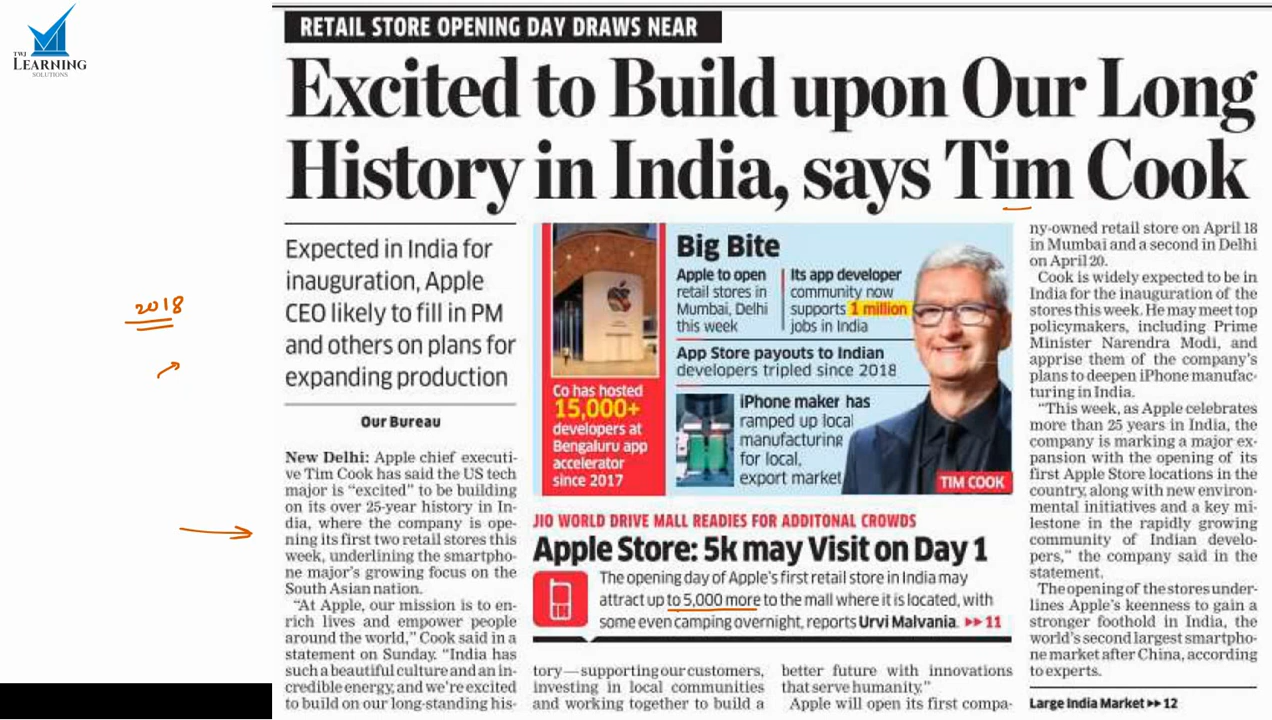 TWJ
LEARNING
SOLUTIONS
2018
RETAIL STORE OPENING DAY DRAWS NEAR
Excited to Build upon Our Long
History in India, says Tim Cook
Expected in India for
inauguration, Apple
CEO likely to fill in PM
and others on plans for
expanding production
Our Bureau
New Delhi: Apple chief executi-
ve Tim Cook has said the US tech
major is “excited” to be building
on its over 25-year history in In-
dia, where the company is ope-
ning its first two retail stores this
week, underlining the smartpho-
ne major’s growing focus on the
South Asian nation.
“At Apple, our mission is to en-
rich lives and empower people
around the world,” Cook said in a
statement on Sunday. “India has
such a beautiful culture and an in-
credible energy, and we’re excited
to build on our long-standing his-
Co has hosted
15,000+
developers at
Bengaluru app
accelerator
since 2017
Big Bite
Apple to open
retail stores in
Mumbai, Delhi
this week
Its app developer
community now
supports 1 million
jobs in India
App Store payouts to Indian
developers tripled since 2018
iPhone maker has
ramped up local
manufacturing
for local,
export market
TIM COOK
JIO WORLD DRIVE MALL READIES FOR ADDITONAL CROWDS
Apple Store: 5k may Visit on Day 1
The opening day of Apple’s first retail store in India may
attract up to 5,000 more to the mall where it is located, with
some even camping overnight, reports Urvi Malvania. 11
tory—supporting our customers,
investing in local communities
and working together to build a
better future with innovations
that serve humanity.”
Apple will open its first compa-
ny-owned retail store on April 18
in Mumbai and a second in Delhi
on April 20.
Cook is widely expected to be in
India for the inauguration of the
stores this week. He may meet top
policymakers, including Prime
Minister Narendra Modi, and
apprise them of the company’s
plans to deepen iPhone manufac-
turing in India.
“This week, as Apple celebrates
more than 25 years in India, the
company is marking a major ex-
pansion with the opening of its
first Apple Store locations in the
country, along with new environ-
mental initiatives and a key mi-
lestone in the rapidly growing
community of Indian develo-
pers,” the company said in the
statement.
The opening of the stores under-
lines Apple’s keenness to gain a
stronger foothold in India, the
world’s second largest smartpho-
ne market after China, according
to experts.
Large India Market 12